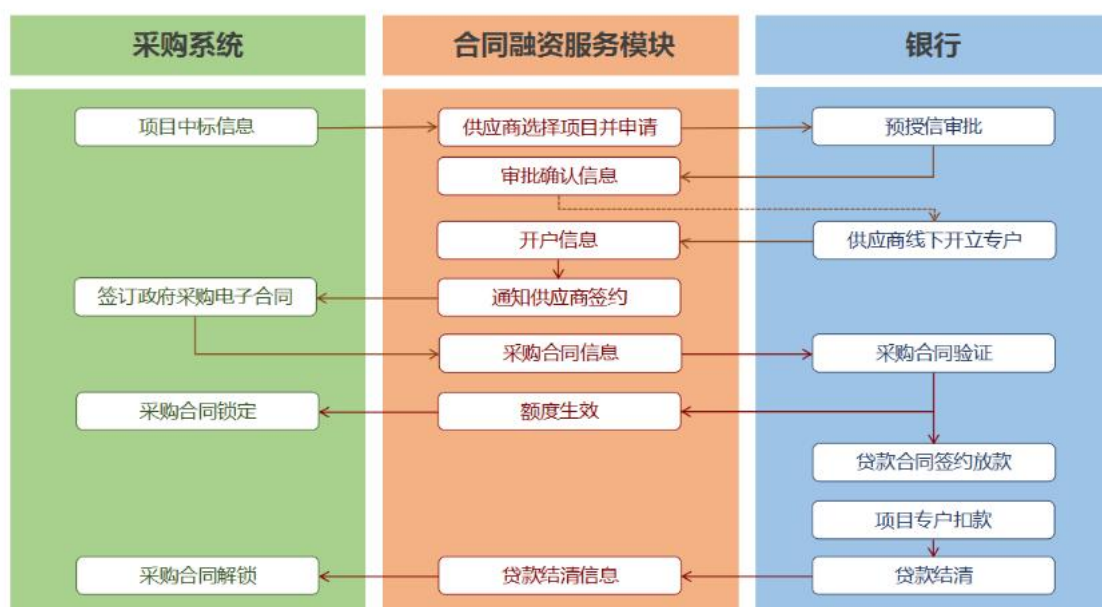 采购系统
合同融资服务模块
银行
项目中标信息
供应商选择项目并申请
预授信审批
审批确认信息
开户信息
供应商线下开立专户
签订政府采购电子合同
通知供应商签约
采购合同信息
采购合同验证
采购合同锁定
额度生效
贷款合同签约放款
项目专户扣款
采购合同解锁
贷款结清信息
贷款结清